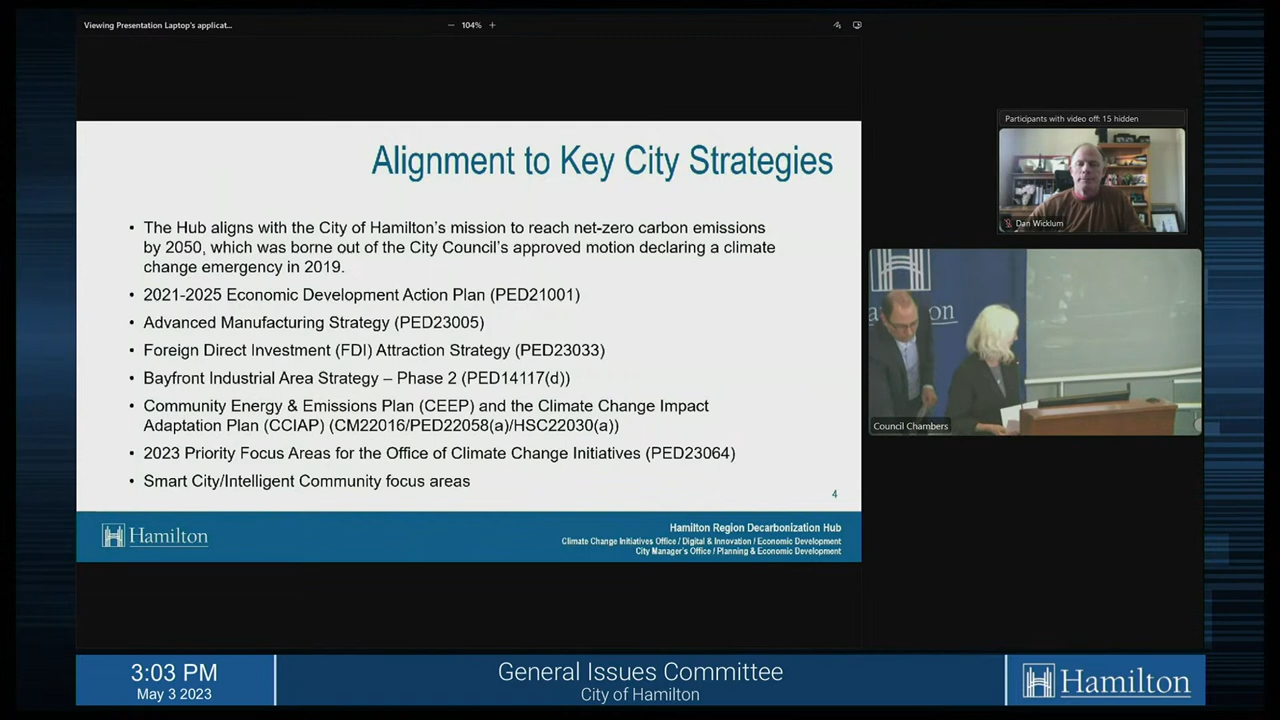 Viewing Presentation Laptop's applicat...
104%
Participants with video off: 15 hidden
Dan Wicklum
Council Chambers
Alignment to Key City Strategies
• The Hub aligns with the City of Hamilton's mission to reach net-zero carbon emissions
by 2050, which was borne out of the City Council's approved motion declaring a climate
change emergency in 2019.
• 2021-2025 Economic Development Action Plan (PED21001)
• Advanced Manufacturing Strategy (PED23005)
• Foreign Direct Investment (FDI) Attraction Strategy (PED23033)
• Bayfront Industrial Area Strategy – Phase 2 (PED14117(d))
• Community Energy & Emissions Plan (CEEP) and the Climate Change Impact
Adaptation Plan (CCIAP) (CM22016/PED22058(a)/HSC22030(a))
• 2023 Priority Focus Areas for the Office of Climate Change Initiatives (PED23064)
• Smart City/Intelligent Community focus areas
4
Hamilton
Hamilton Region Decarbonization Hub
Climate Change Initiatives Office / Digital & Innovation / Economic Development
City Manager's Office / Planning & Economic Development
3:03 PM
May 3 2023
General Issues Committee
City of Hamilton
Hamilton